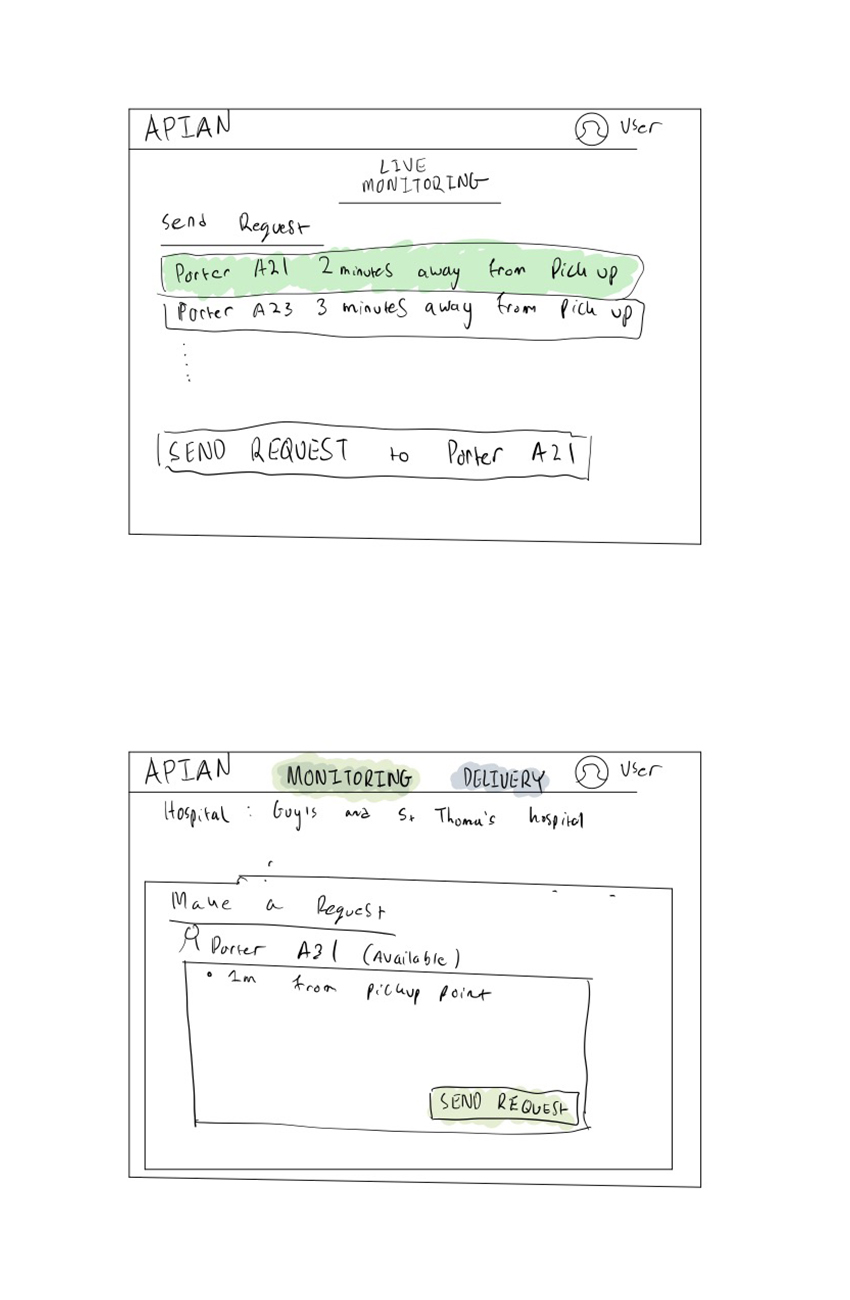 APIAN User
LIVE
MONITORING
Send Request
Porter A21 2 minutes away from Pick up
Porter A23 3 minutes away from Pick up
SEND REQUEST to Porter A21
APIAN MONITORING DELIVERY User
Hospital : Guy's and St Thoma's hospital
Make a Request
Porter A31 (Available)
• 1m from pickup point
SEND REQUEST